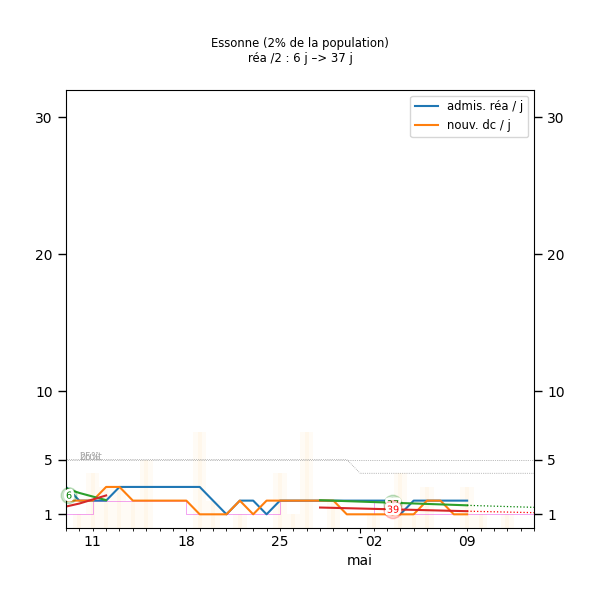 Essonne (2% de la population)
réa /2 : 6 j –> 37 j
admis. réa / j
nouv. dc / j
30 30
20 20
10 10
5 25% 5
6
39
1 1
11 18 25 02 09
mai